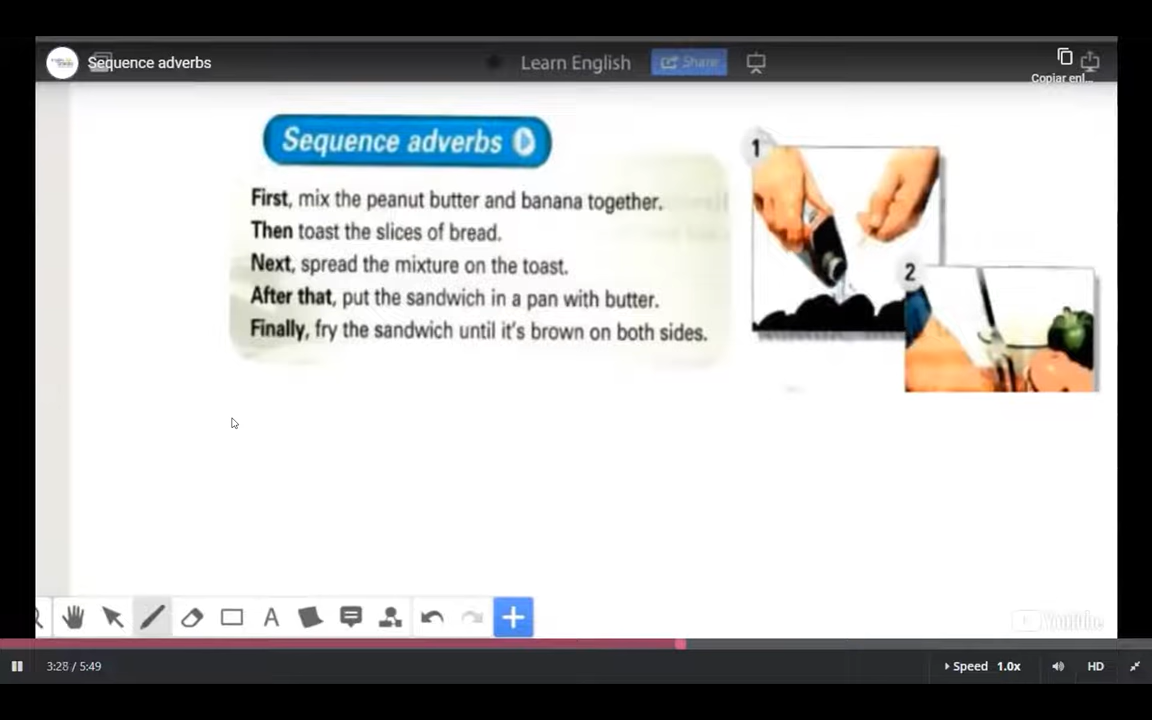 Sequence adverbs
Learn English
Share
Copiar enl...
Sequence adverbs
First, mix the peanut butter and banana together.
Then toast the slices of bread.
Next, spread the mixture on the toast.
After that, put the sandwich in a pan with butter.
Finally, fry the sandwich until it's brown on both sides.
1
2
A
YouTube
3:28 / 5:49
Speed 1.0x
HD